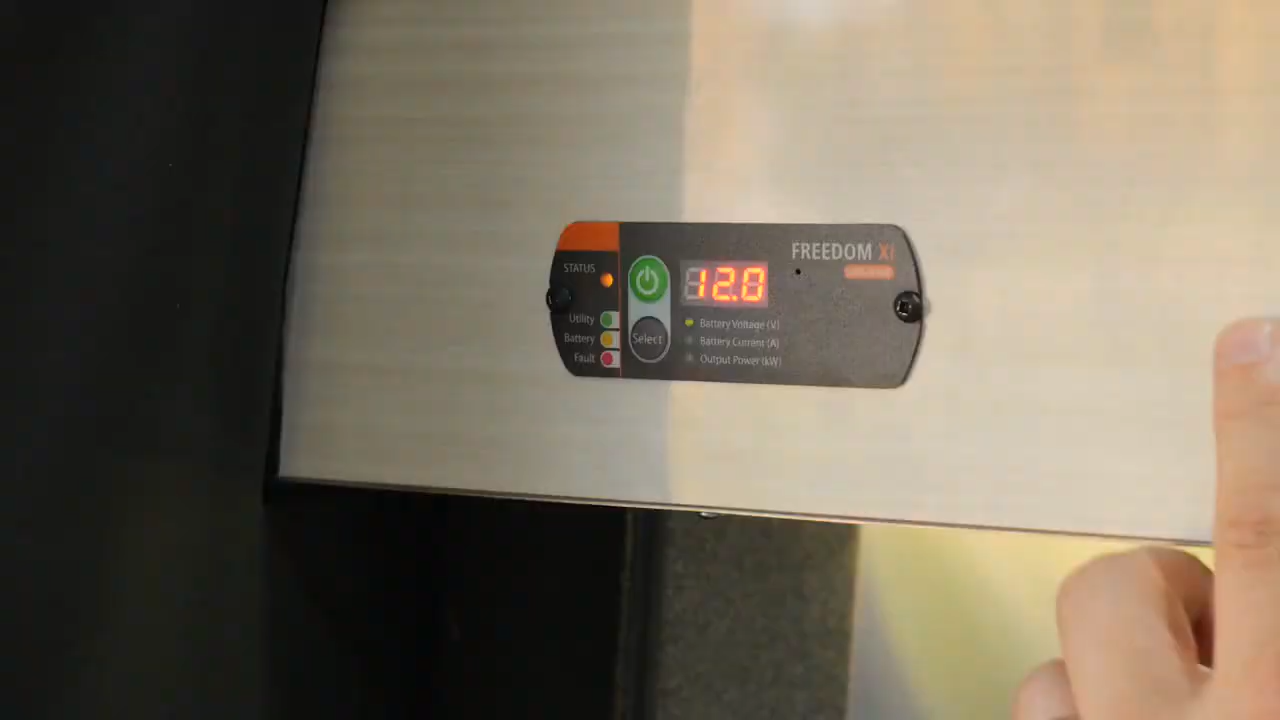 FREEDOM XI
STATUS
12.0
Utility
Battery
Fault
Select
Battery Voltage (V)
Battery Current (A)
Output Power (kW)